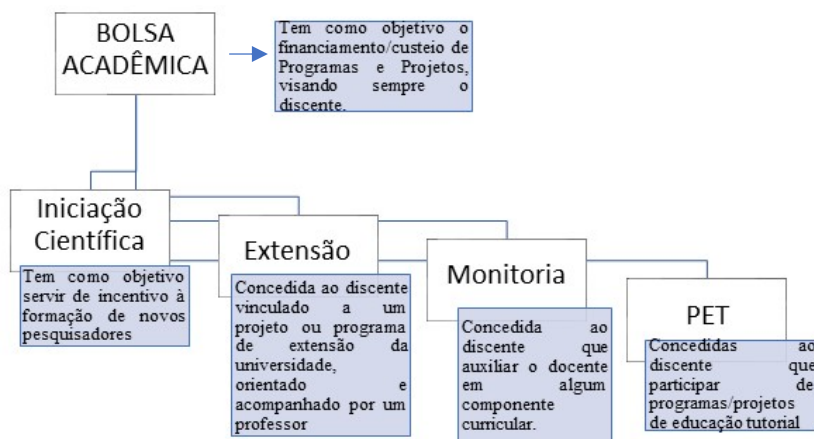 BOLSA
ACADÊMICA
Tem como objetivo o
financiamento/custeio de
Programas e Projetos,
visando sempre o
discente.
Iniciação
Científica
Tem como objetivo
servir de incentivo à
formação de novos
pesquisadores
Extensão
Concedida ao discente
vinculado a um
projeto ou programa
de extensão da
universidade,
orientado e
acompanhado por um
professor
Monitoria
Concedida ao
discente que
auxiliar o docente
em algum
componente
curricular.
PET
Concedidas ao
discente que
participar de
programas/projetos
de educação tutorial